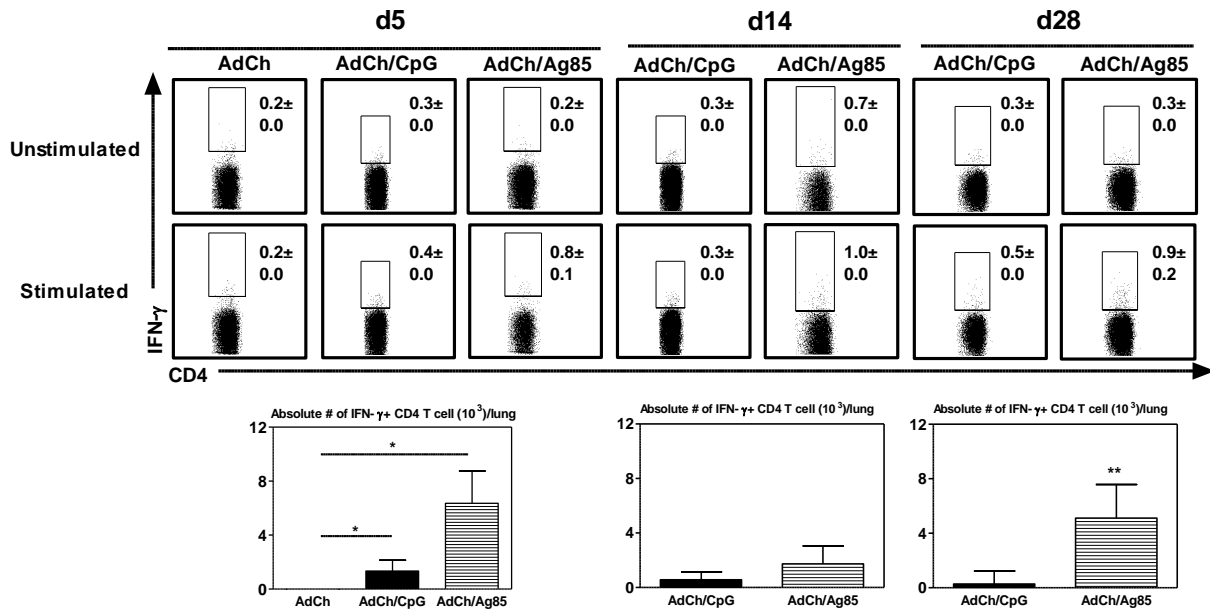 d5 d14 d28
AdCh AdCh/CpG AdCh/Ag85 AdCh/CpG AdCh/Ag85 AdCh/CpG AdCh/Ag85
Unstimulated
0.2± 0.3± 0.2± 0.3± 0.7± 0.3± 0.3±
0.0 0.0 0.0 0.0 0.0 0.0 0.0
Stimulated
0.2± 0.4± 0.8± 0.3± 1.0± 0.5± 0.9±
0.0 0.0 0.1 0.0 0.0 0.0 0.2
IFN-γ
CD4
Absolute # of IFN- γ+ CD4 T cell (10³)/lung
12
8
4
0
*
*
AdCh AdCh/CpG AdCh/Ag85
Absolute # of IFN- γ+ CD4 T cell (10³)/lung
12
8
4
0
AdCh/CpG AdCh/Ag85
Absolute # of IFN- γ+ CD4 T cell (10³)/lung
12
8
4
0
**
AdCh/CpG AdCh/Ag85